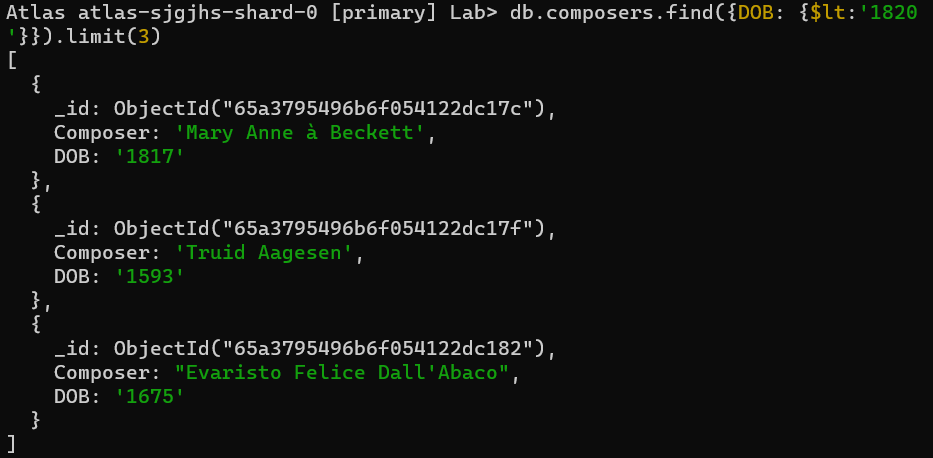 Atlas atlas-sjgjhs-shard-0 [primary] Lab> db.composers.find({DOB: {$lt:'1820
'}}).limit(3)
[
  {
    _id: ObjectId("65a3795496b6f054122dc17c"),
    Composer: 'Mary Anne à Beckett',
    DOB: '1817'
  },
  {
    _id: ObjectId("65a3795496b6f054122dc17f"),
    Composer: 'Truid Aagesen',
    DOB: '1593'
  },
  {
    _id: ObjectId("65a3795496b6f054122dc182"),
    Composer: "Evaristo Felice Dall'Abaco",
    DOB: '1675'
  }
]